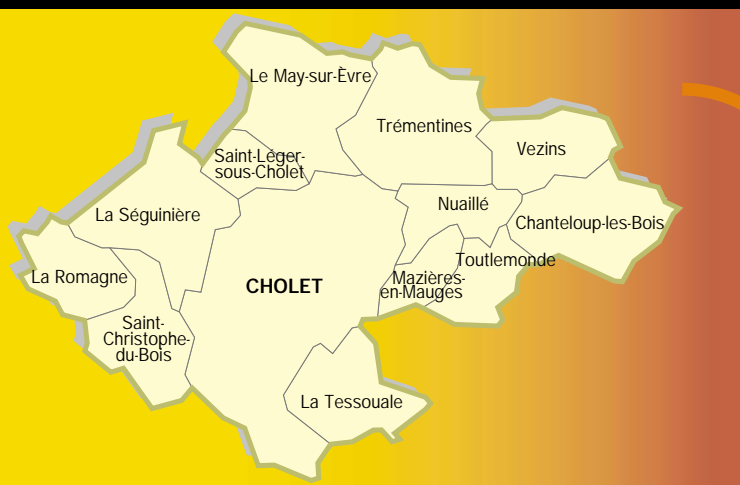 Le May-sur-Èvre
Trémentines
Vezins
Saint-Léger-
sous-Cholet
Nuaillé
La Séguinière
Chanteloup-les-Bois
Toutlemonde
La Romagne
CHOLET
Mazières-
en-Mauges
Saint-
Christophe-
du-Bois
La Tessouale